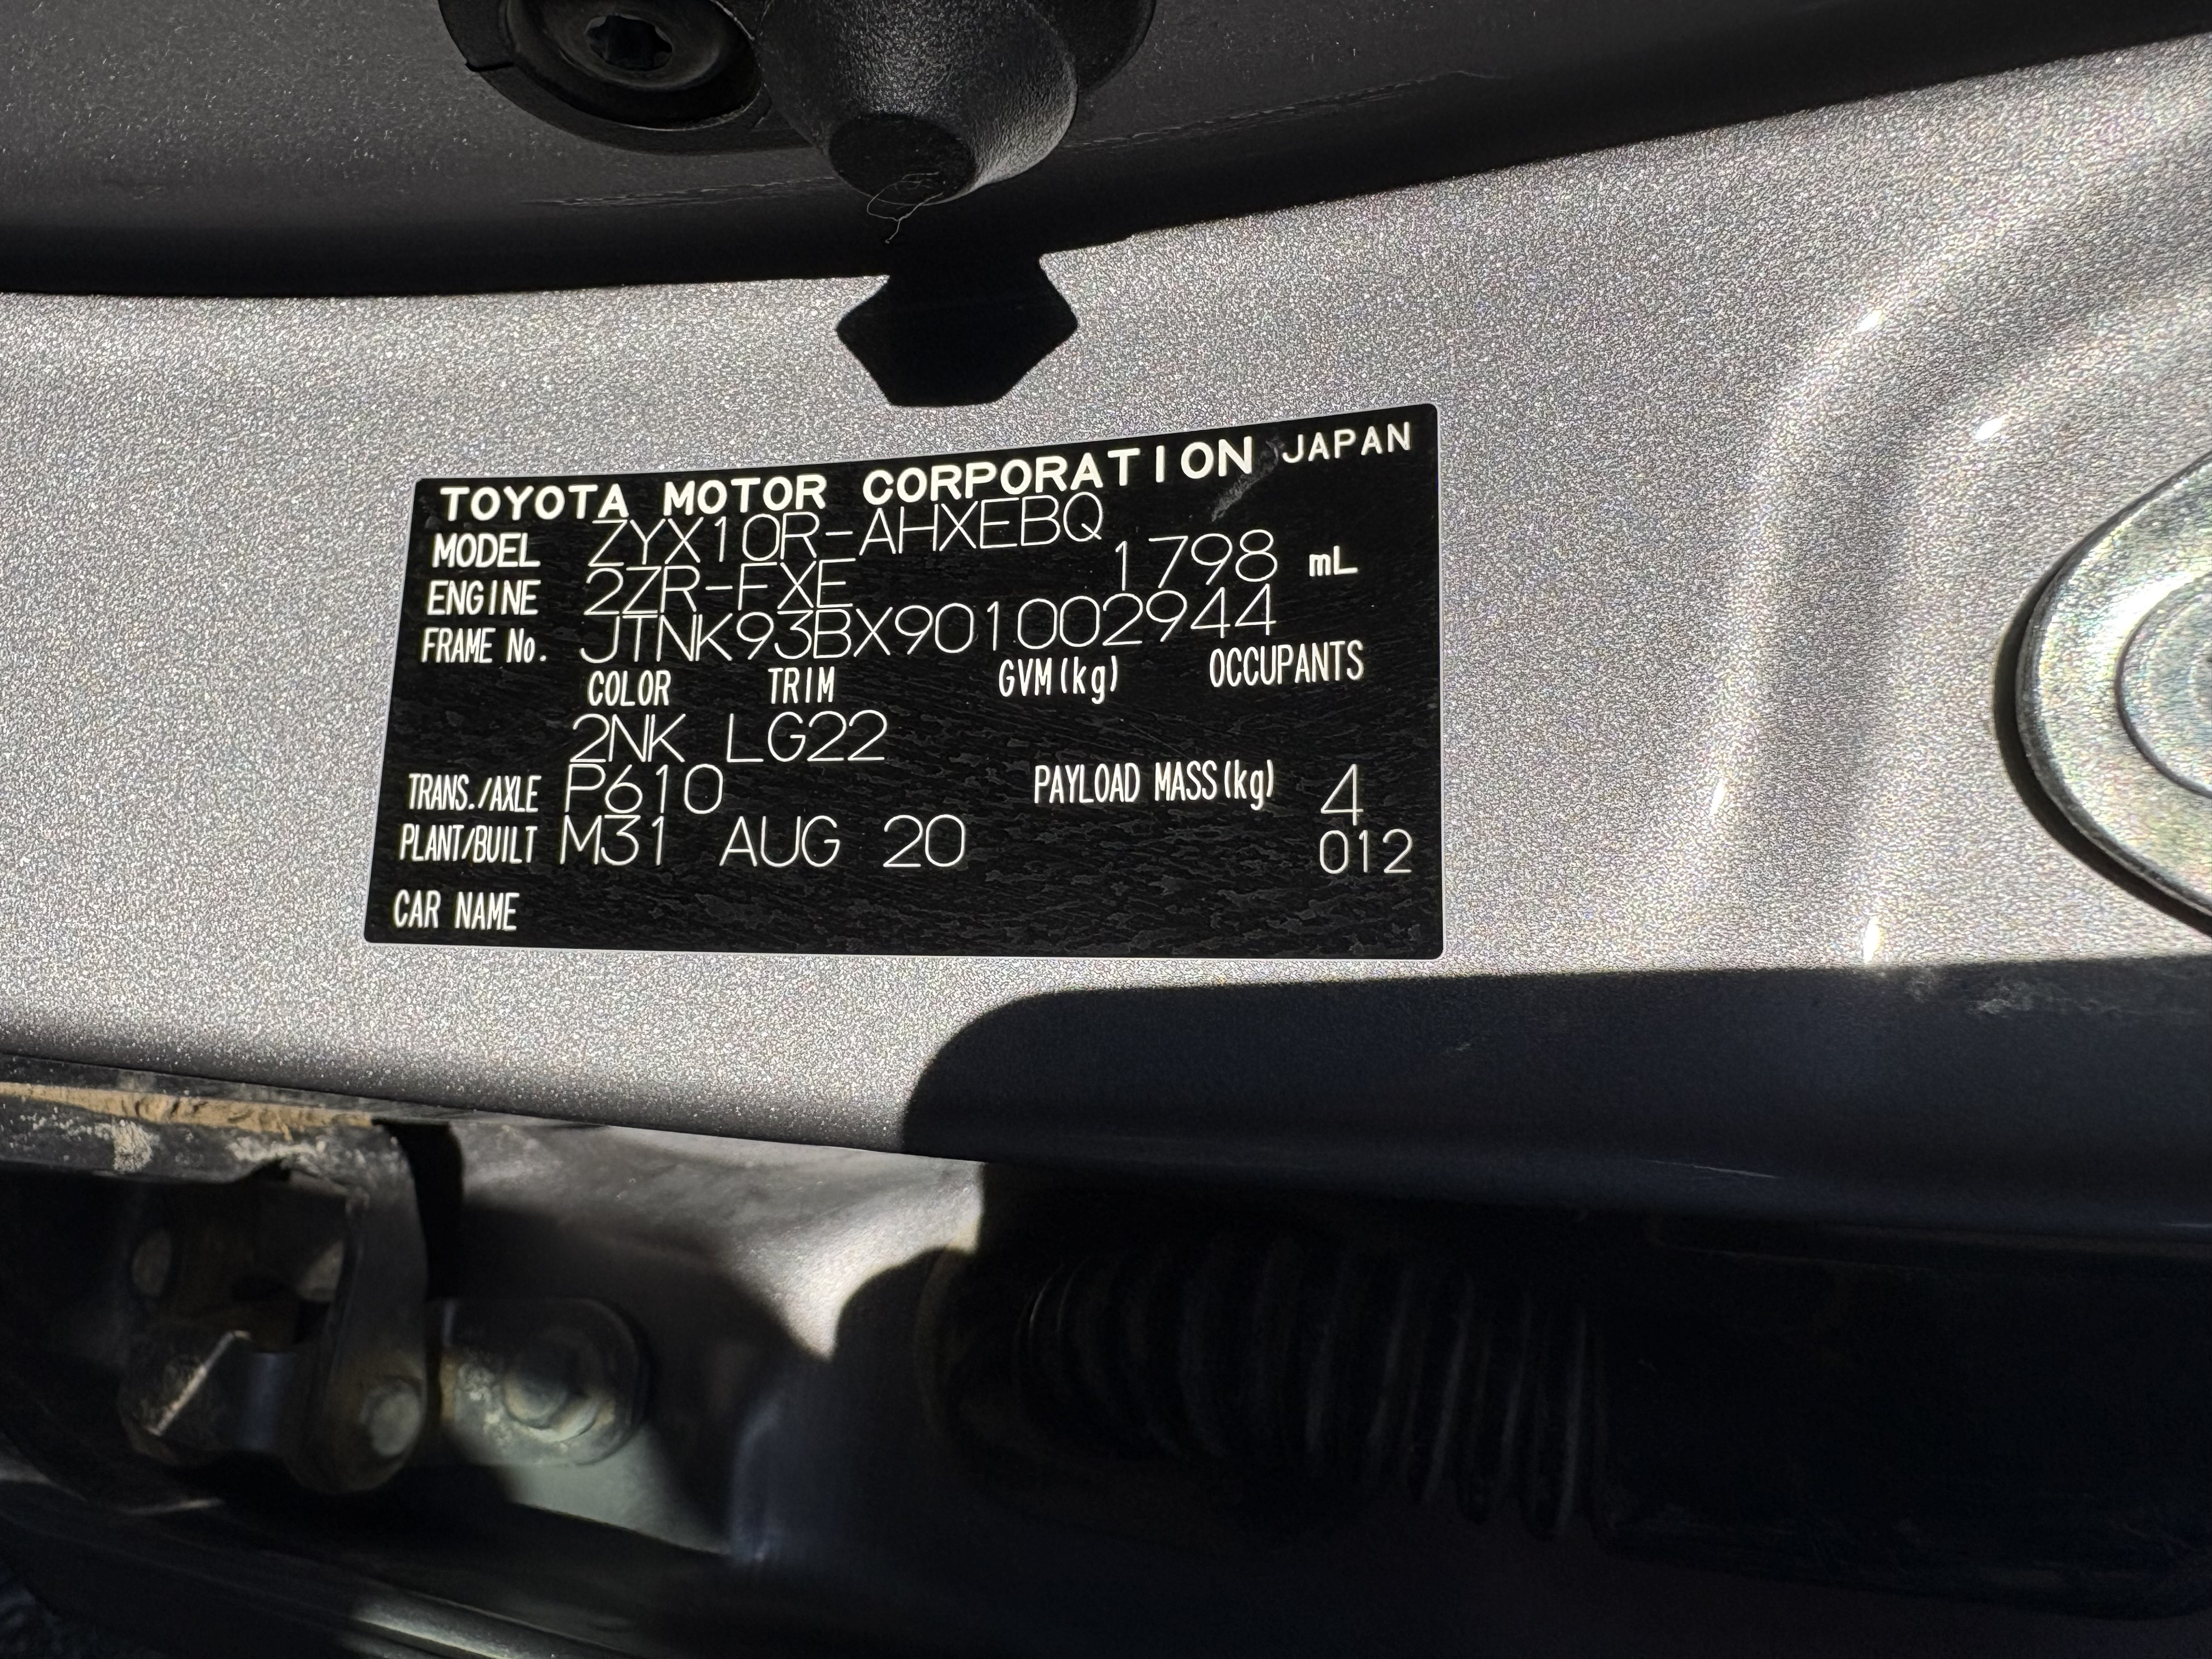 TOYOTA MOTOR CORPORATION JAPAN
MODEL ZYX10R-AHXEBQ
ENGINE 2ZR-FXE 1798 mL
FRAME No. JTNK93BX901002944
COLOR TRIM GVM(kg) OCCUPANTS
2NK LG22
TRANS./AXLE P610 PAYLOAD MASS(kg) 4
PLANT/BUILT M31 AUG 20 012
CAR NAME